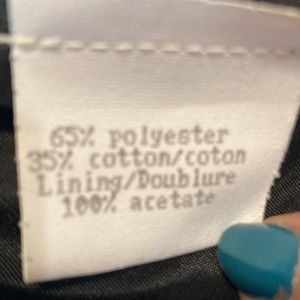 65% polyester
35% cotton/coton
Lining/Doublure
100% acetate